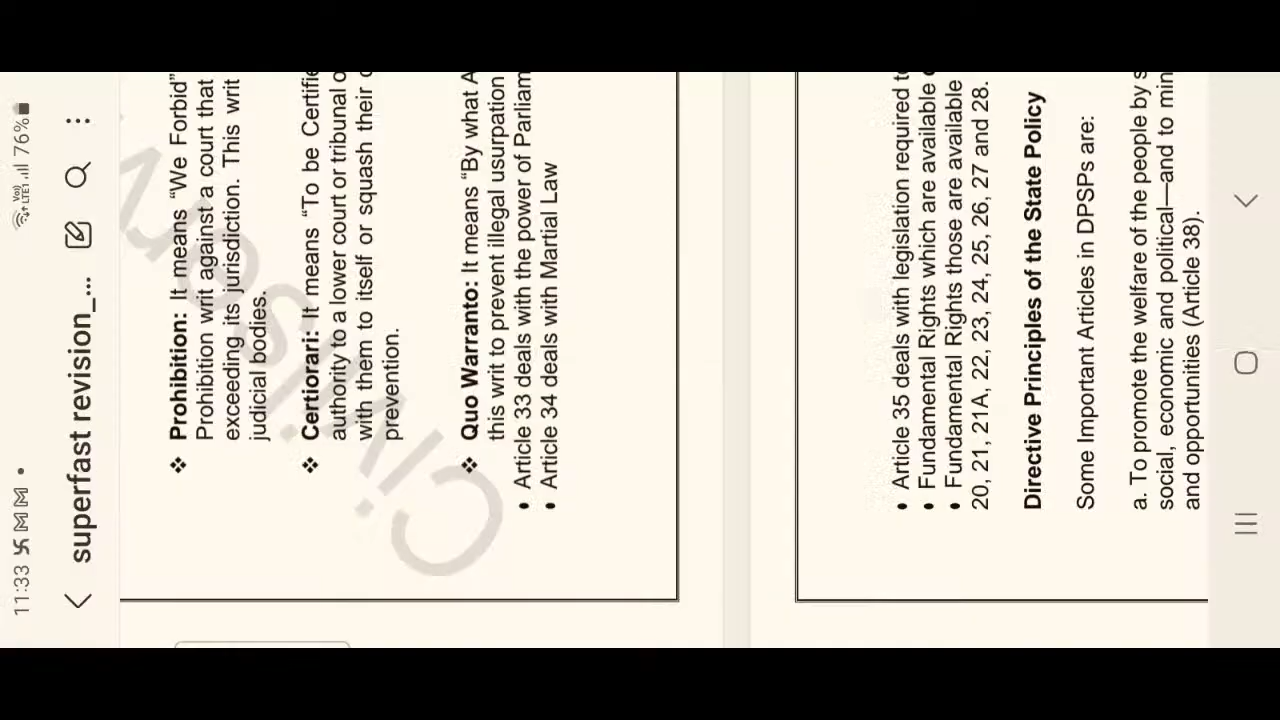 11:33
76%
superfast revision_...
❖ Prohibition: It means “We Forbid”
Prohibition writ against a court that
exceeding its jurisdiction. This writ
judicial bodies.
❖ Certiorari: It means “To be Certifie
authority to a lower court or tribunal o
with them to itself or squash their
prevention.
❖ Quo Warranto: It means “By what A
this writ to prevent illegal usurpation
• Article 33 deals with the power of Parliam
• Article 34 deals with Martial Law
• Article 35 deals with legislation required t
• Fundamental Rights which are available
• Fundamental Rights those are available
20, 21, 21A, 22, 23, 24, 25, 26, 27 and 28.
Directive Principles of the State Policy
Some Important Articles in DPSPs are:
a. To promote the welfare of the people by s
social, economic and political—and to min
and opportunities (Article 38).